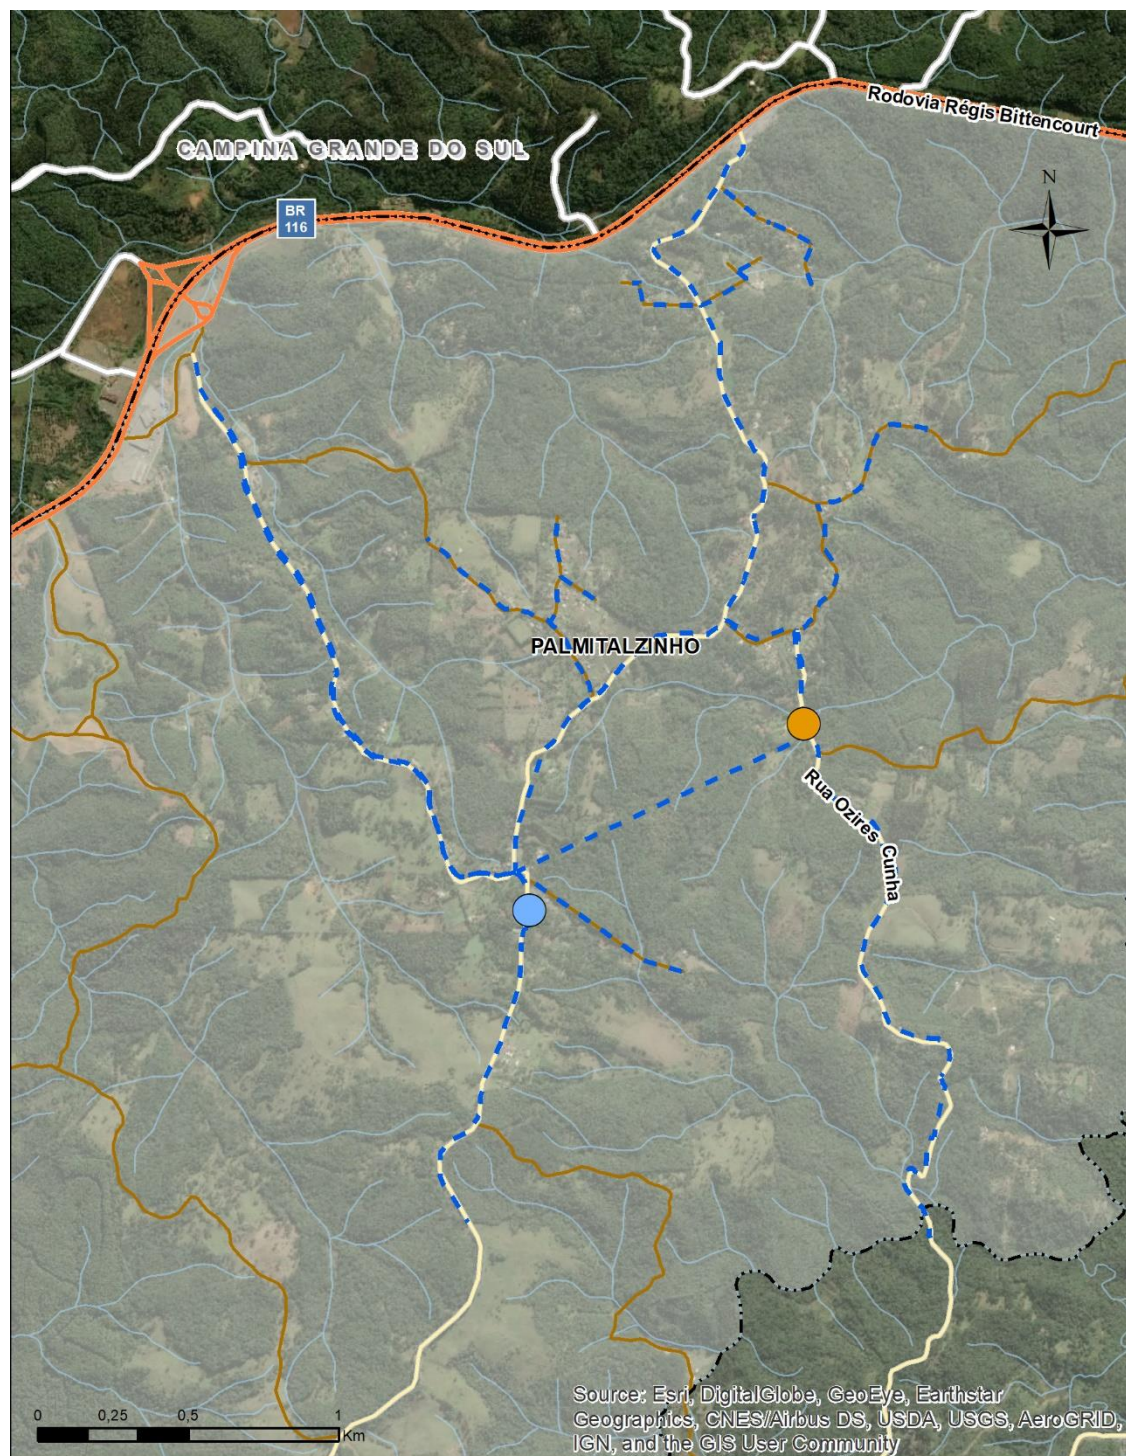 Rodovia Régis Bittencourt
CAMPINA GRANDE DO SUL
N
BR
116
PALMITALZINHO
Rua Ozires Cunha
Source: Esri, DigitalGlobe, GeoEye, Earthstar
Geographics, CNES/Airbus DS, USDA, USGS, AeroGRID,
IGN, and the GIS User Community
0 0,25 0,5 1
Km